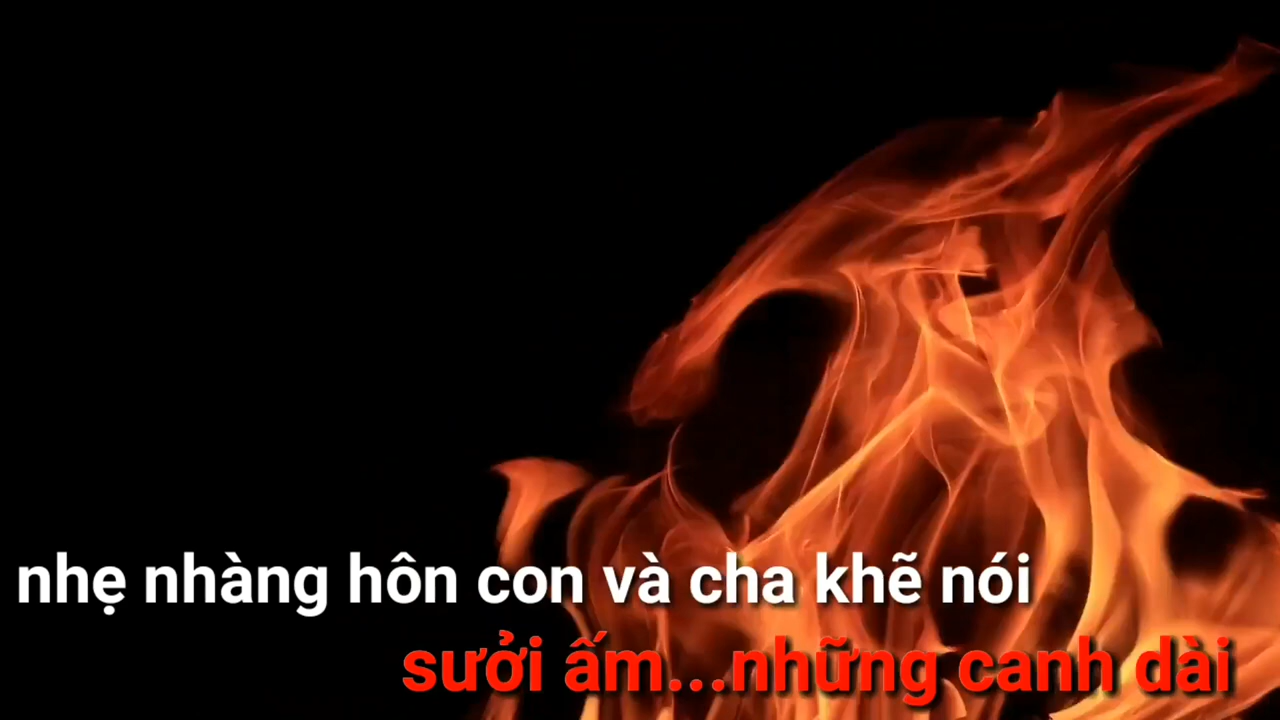 nhẹ nhàng hôn con và cha khẽ nói
sưởi ấm...những canh dài